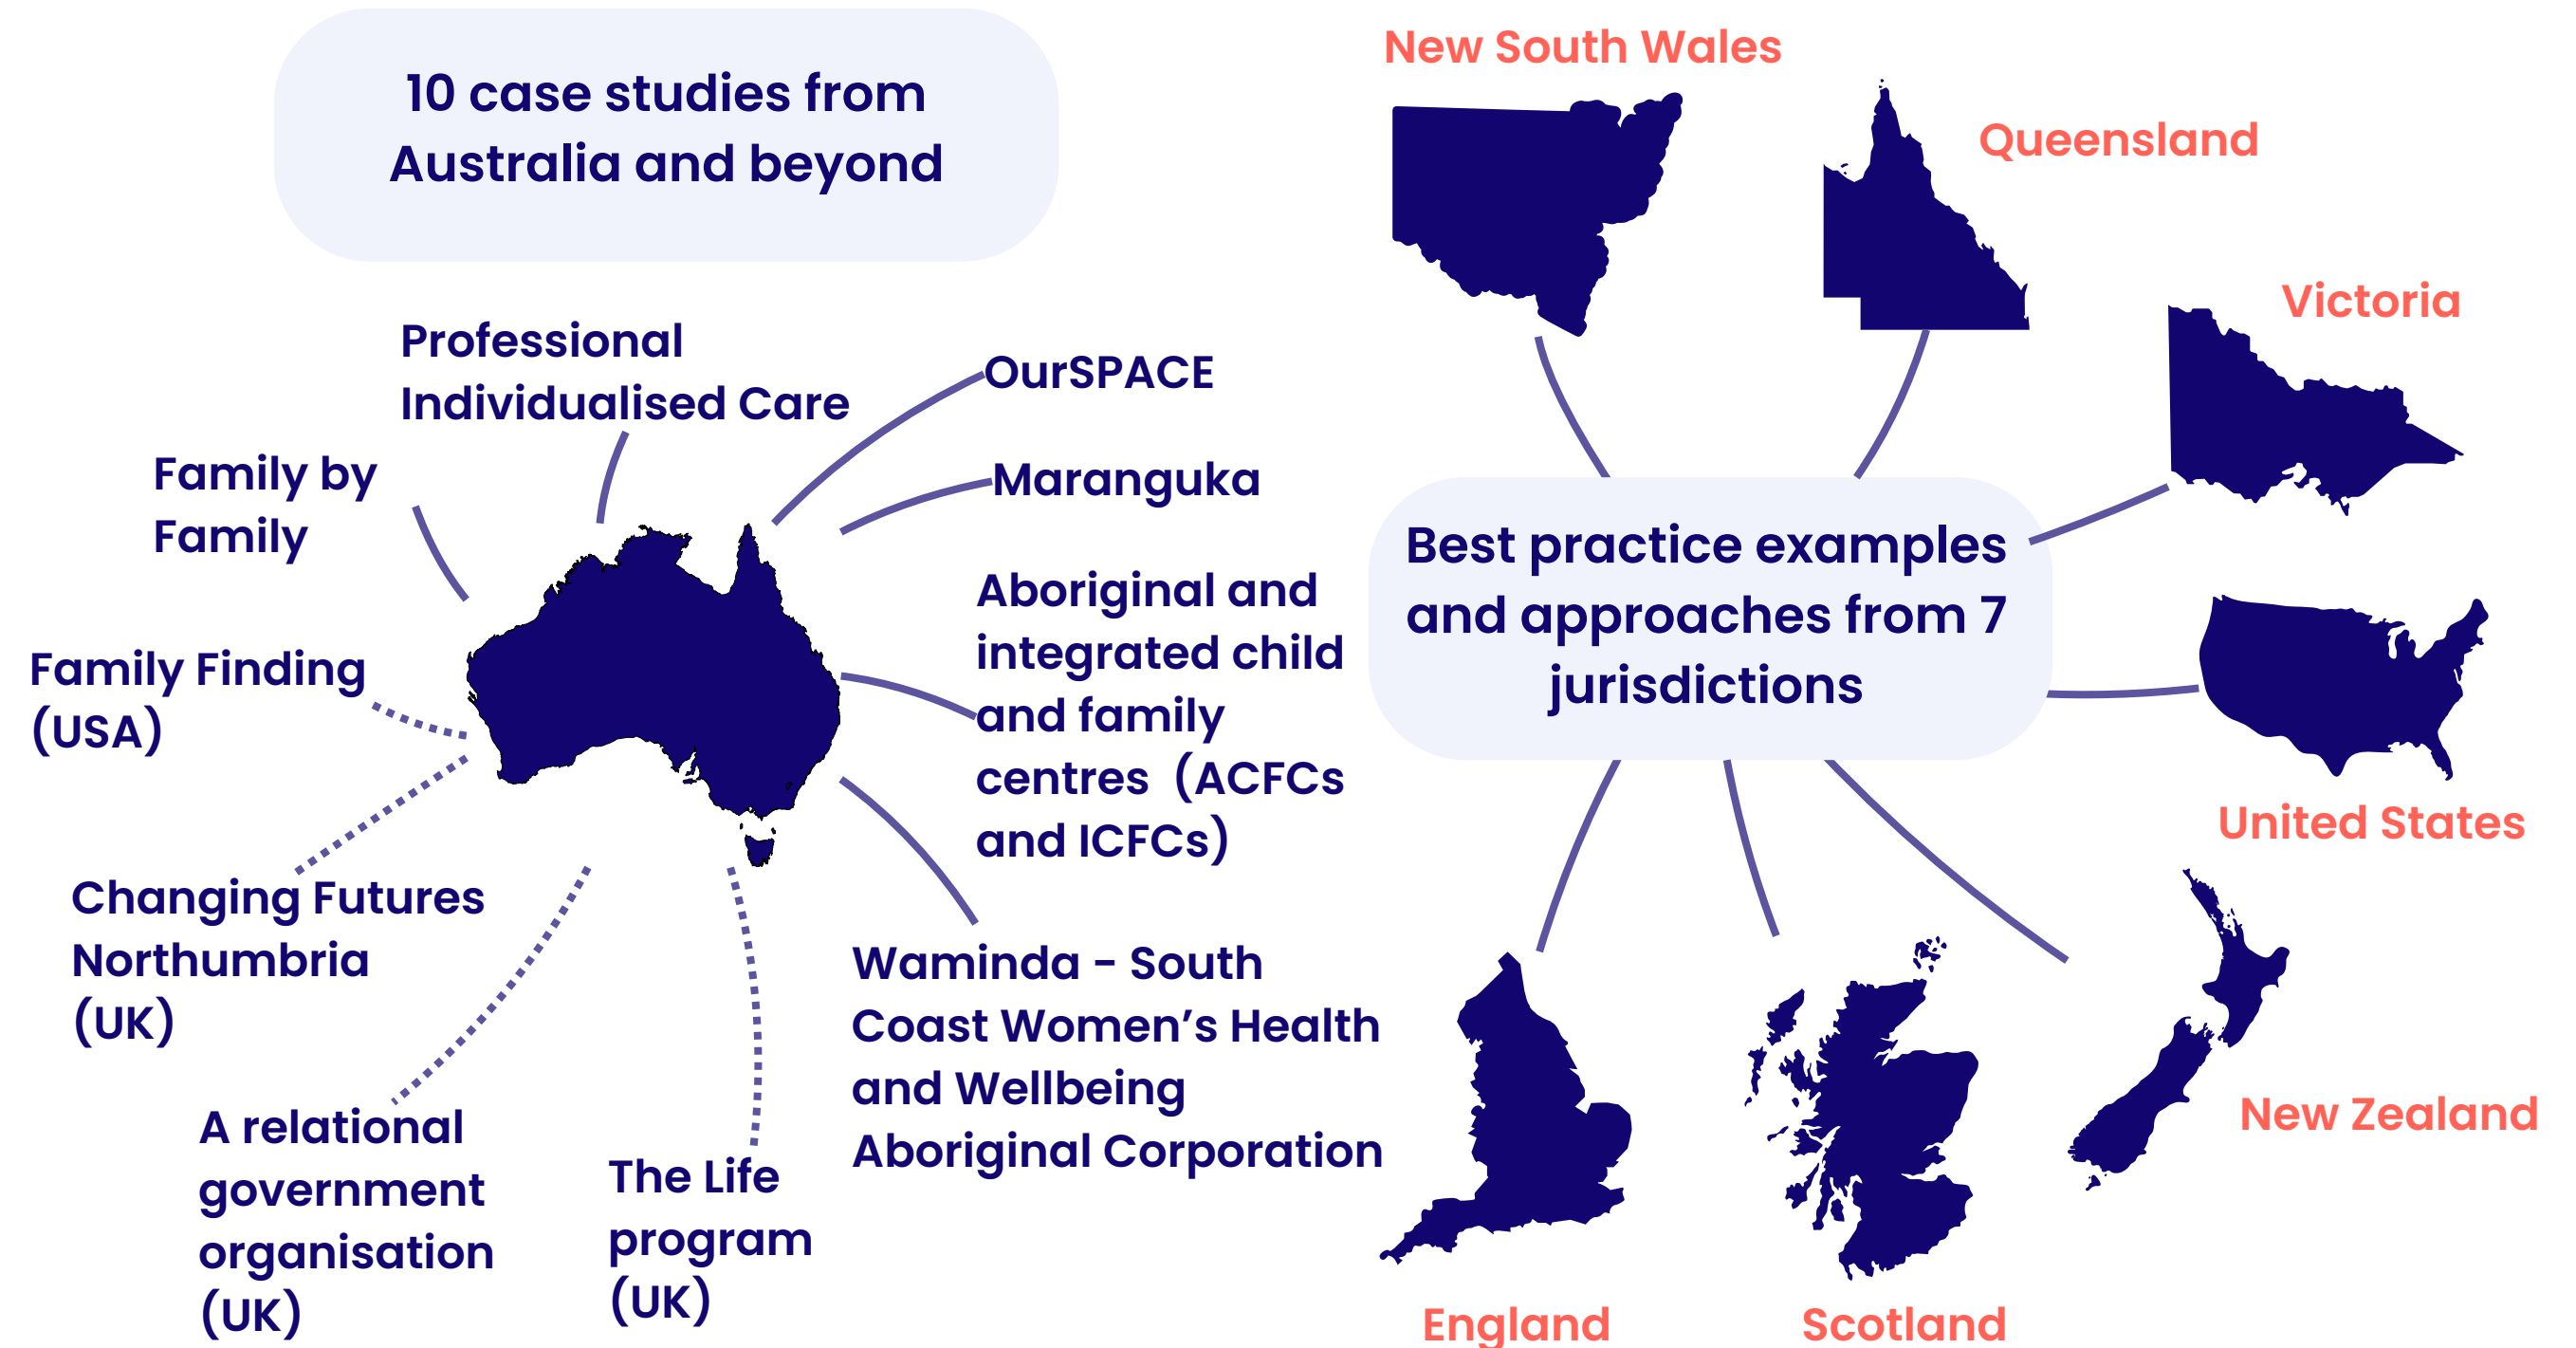 10 case studies from
Australia and beyond
Professional
Individualised Care
OurSPACE
Family by
Family
Maranguka
Aboriginal and
integrated child
and family
centres (ACFCs
and ICFCs)
Family Finding
(USA)
Changing Futures
Northumbria
(UK)
Waminda - South
Coast Women’s Health
and Wellbeing
Aboriginal Corporation
A relational
government
organisation
(UK)
The Life
program
(UK)
New South Wales
Queensland
Victoria
Best practice examples
and approaches from 7
jurisdictions
United States
New Zealand
England
Scotland